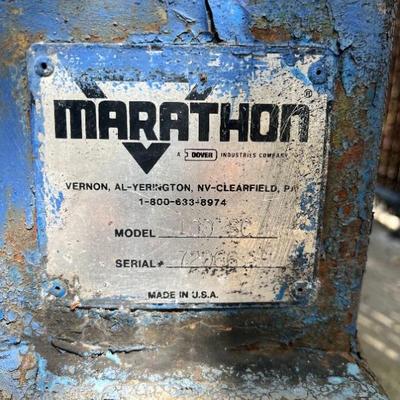 MARATHON®
A DOVER INDUSTRIES COMPANY
VERNON, AL-YERINGTON, NV-CLEARFIELD, PA
1-800-633-8974
MODEL
SERIAL#
MADE IN U.S.A.